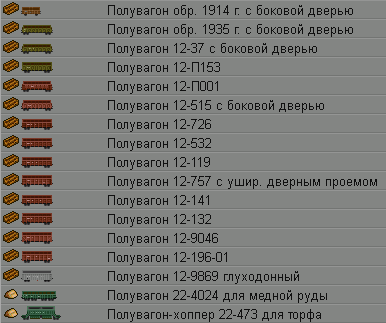 Полувагон обр. 1914 г. с боковой дверью
Полувагон обр. 1935 г. с боковой дверью
Полувагон 12-37 с боковой дверью
Полувагон 12-П153
Полувагон 12-П001
Полувагон 12-515 с боковой дверью
Полувагон 12-726
Полувагон 12-532
Полувагон 12-119
Полувагон 12-757 с ушир. дверным проемом
Полувагон 12-141
Полувагон 12-132
Полувагон 12-9046
Полувагон 12-196-01
Полувагон 12-9869 глуходонный
Полувагон 22-4024 для медной руды
Полувагон-хоппер 22-473 для торфа